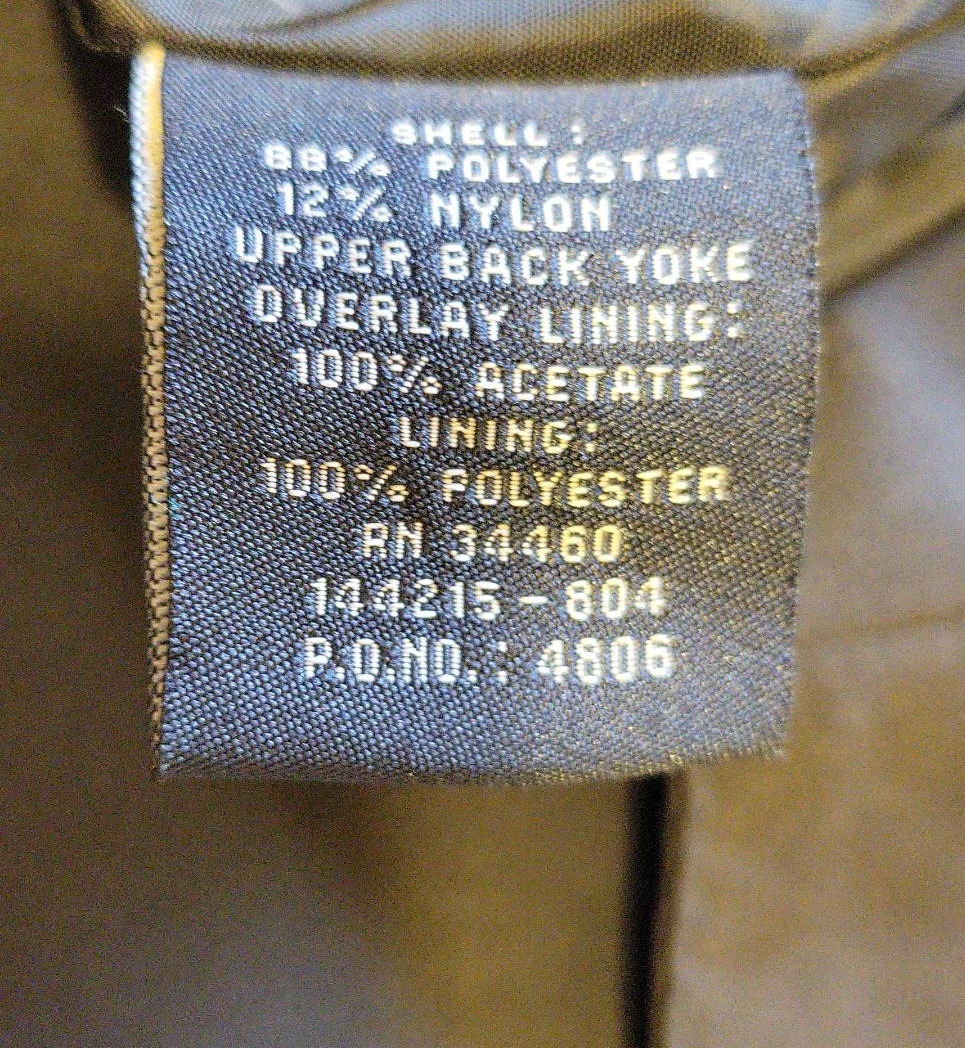 SHELL:
88% POLYESTER
12% NYLON
UPPER BACK YOKE
OVERLAY LINING:
100% ACETATE
LINING:
100% POLYESTER
RN 34460
144215-804
P.O.NO.: 4806